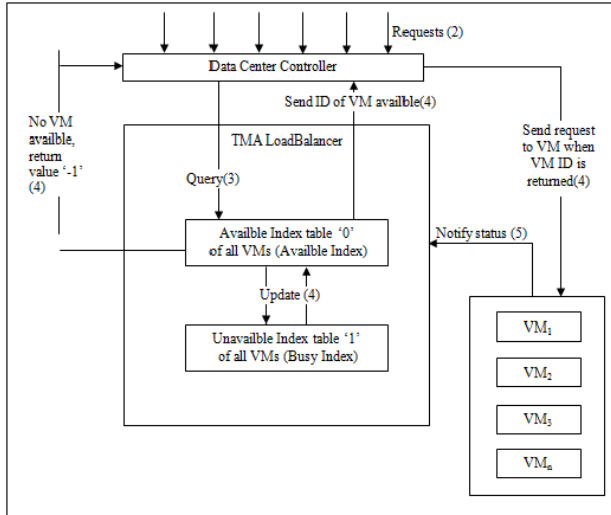 Requests (2)
Data Center Controller
Send ID of VM availble(4)
No VM
availble,
return
value ‘-1’
(4)
TMA LoadBalancer
Send request
to VM when
VM ID is
returned(4)
Query(3)
Availble Index table ‘0’
of all VMs (Availble Index)
Notify status (5)
Update (4)
Unavailble Index table ‘1’
of all VMs (Busy Index)
VM1
VM2
VM3
VMn